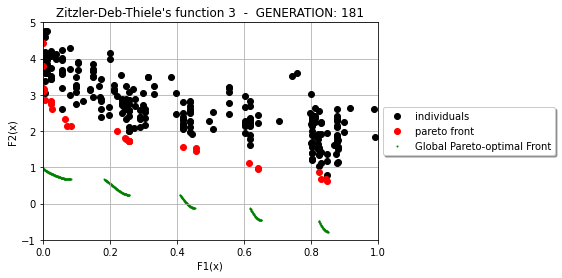 Zitzler-Deb-Thiele's function 3 - GENERATION: 181
5
4
3
2
1
0
-1
F2(x)
0.0 0.2 0.4 0.6 0.8 1.0
F1(x)
individuals
pareto front
Global Pareto-optimal Front